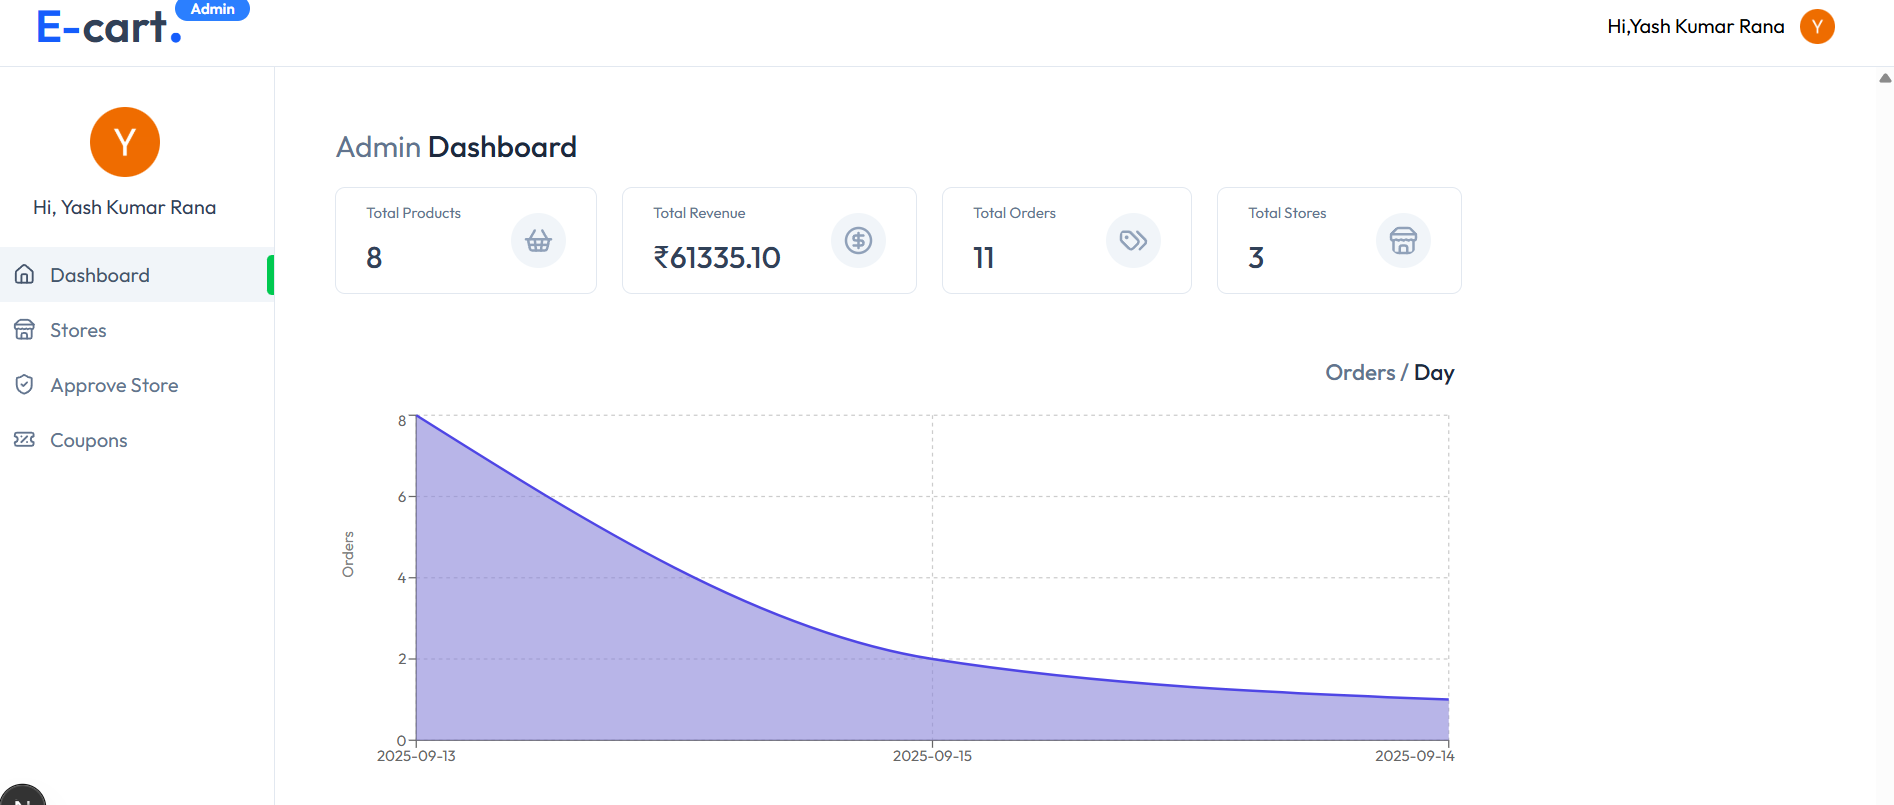 E-cart.
Admin
Hi,Yash Kumar Rana
Y
Y
Hi, Yash Kumar Rana
Dashboard
Stores
Approve Store
Coupons
Admin Dashboard
Total Products
8
Total Revenue
₹61335.10
Total Orders
11
Total Stores
3
Orders / Day
Orders
8
6
4
2
0
2025-09-13
2025-09-15
2025-09-14